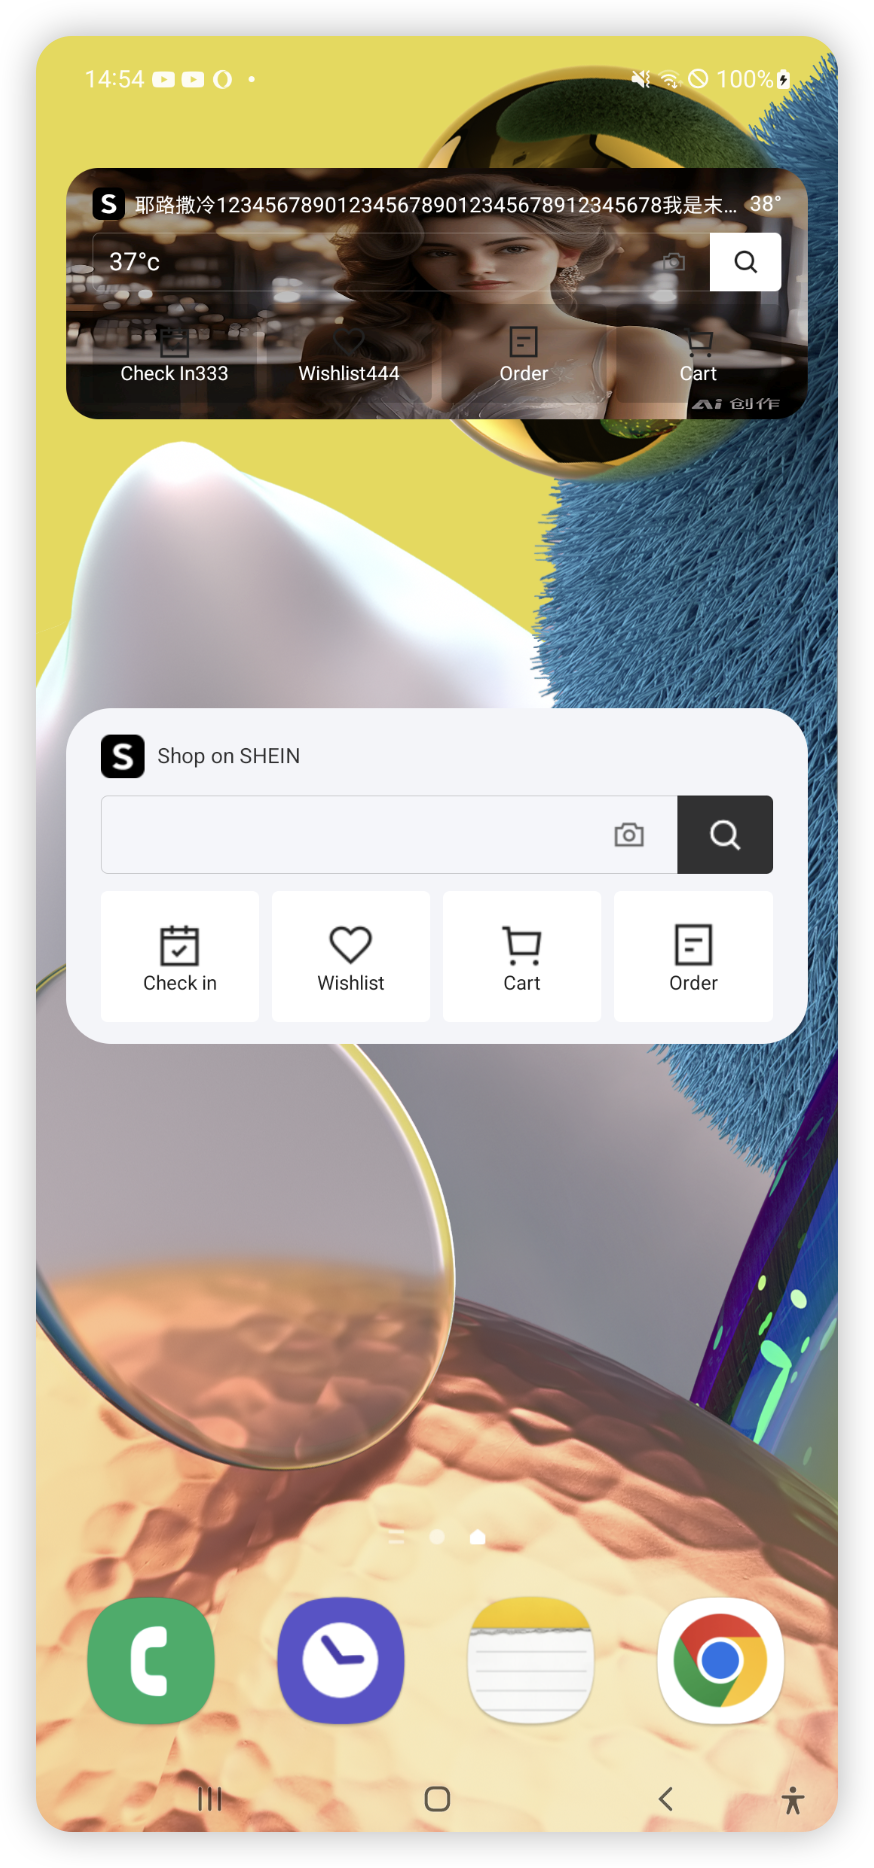 14:54
100%
S 耶路撒冷1234567890123456789012345678912345678我是末... 38°
37°c
Check In333 Wishlist444 Order Cart
Ai 创作
S Shop on SHEIN
Check in Wishlist Cart Order